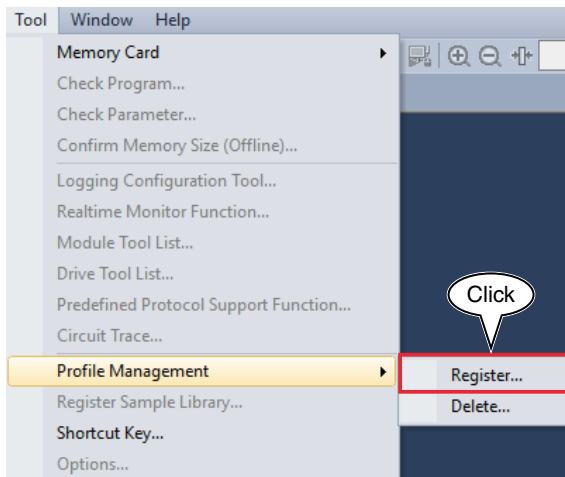 Tool Window Help
Memory Card
Check Program...
Check Parameter...
Confirm Memory Size (Offline)...
Logging Configuration Tool...
Realtime Monitor Function...
Module Tool List...
Drive Tool List...
Predefined Protocol Support Function...
Circuit Trace...
Profile Management
Register Sample Library...
Shortcut Key...
Options...
Click
Register...
Delete...